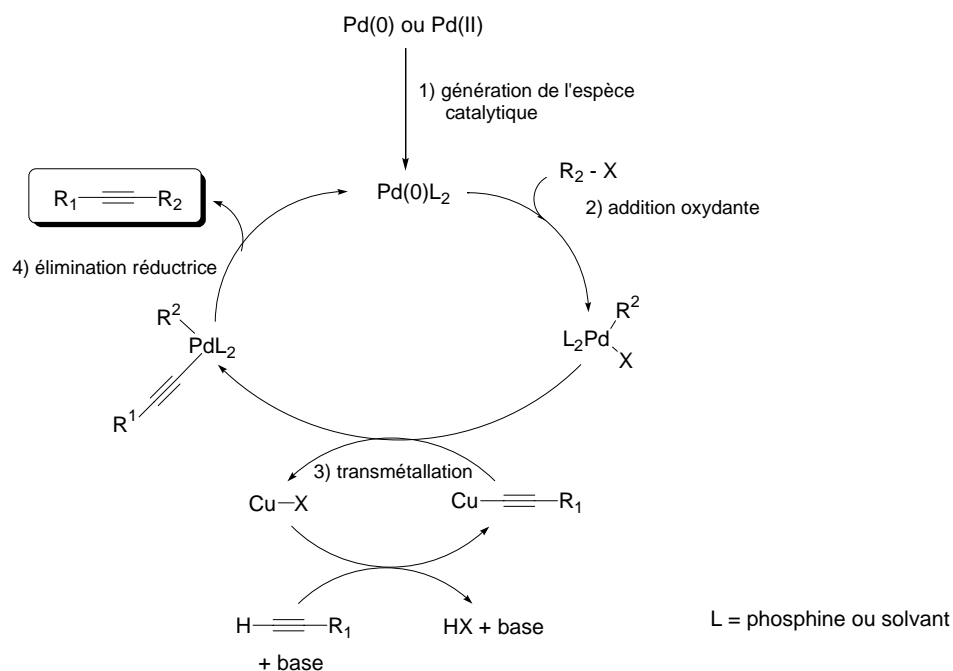 Pd(0) ou Pd(II)
1) génération de l'espèce
catalytique
R₁ R₂
Pd(0)L₂
R₂ - X
2) addition oxydante
4) élimination réductrice
R²
PdL₂
R¹
R²
L₂Pd
X
3) transmétallation
Cu X
Cu R₁
H R₁
+ base
HX + base
L = phosphine ou solvant